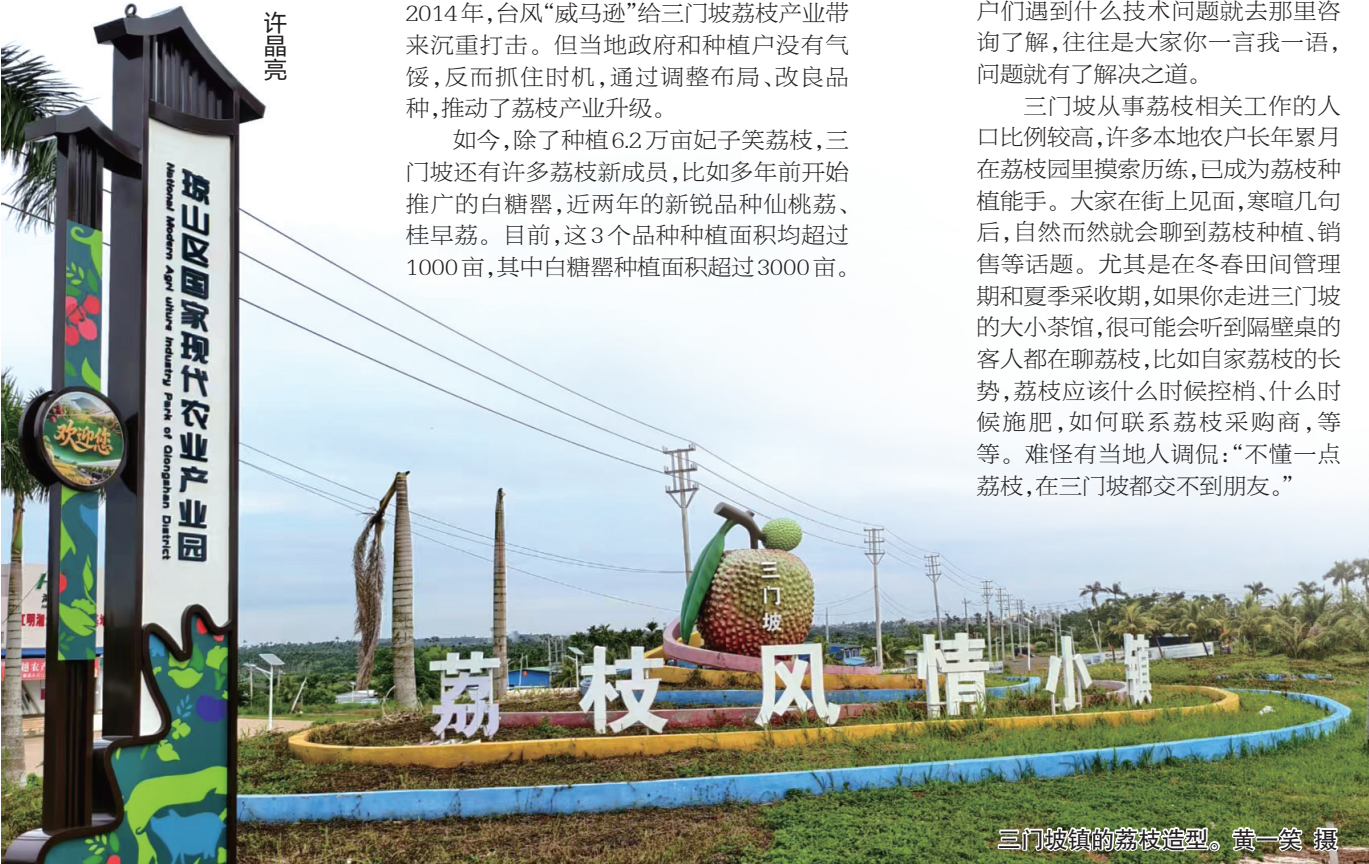 许晶亮
2014年，台风“威马逊”给三门坡荔枝产业带
来沉重打击。但当地政府和种植户没有气
馁，反而抓住时机，通过调整布局、改良品
种，推动了荔枝产业升级。
如今，除了种植6.2万亩妃子笑荔枝，三
门坡还有许多荔枝新成员，比如多年前开始
推广的白糖罂，近两年的新锐品种仙桃荔、
桂早荔。目前，这3个品种种植面积均超过
1000亩，其中白糖罂种植面积超过3000亩。
户们遇到什么技术问题就去那里咨
询了解，往往是大家你一言我一语，
问题就有了解决之道。
三门坡从事荔枝相关工作的人
口比例较高，许多本地农户长年累月
在荔枝园里摸索历练，已成为荔枝种
植能手。大家在街上见面，寒暄几句
后，自然而然就会聊到荔枝种植、销
售等话题。尤其是在冬春田间管理
期和夏季采收期，如果你走进三门坡
的大小茶馆，很可能会听到隔壁桌的
客人都在聊荔枝，比如自家荔枝的长
势，荔枝应该什么时候控梢、什么时
候施肥，如何联系荔枝采购商，等
等。难怪有当地人调侃：“不懂一点
荔枝，在三门坡都交不到朋友。”
琼山区国家现代农业产业园
National Modern Agri ulture Industry Park of Qiongshan District
欢迎您
三门坡
荔枝风情小镇
三门坡镇的荔枝造型。黄一笑 摄